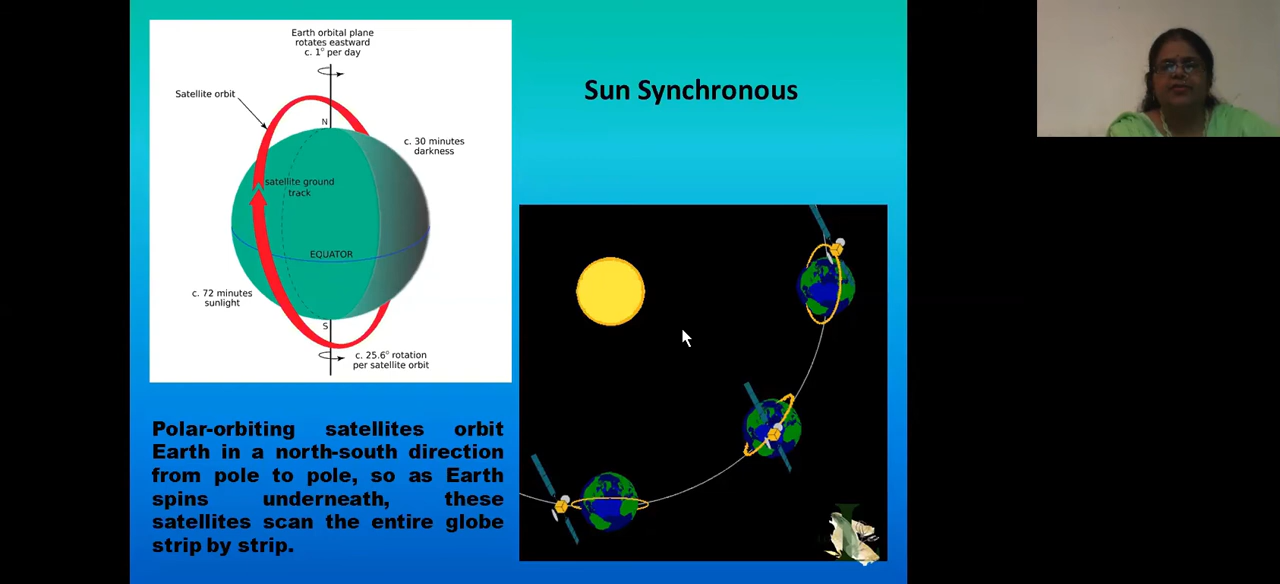 Earth orbital plane
rotates eastward
c. 1° per day
Satellite orbit
N
c. 30 minutes
darkness
satellite ground
track
EQUATOR
c. 72 minutes
sunlight
S
c. 25.6° rotation
per satellite orbit
Sun Synchronous
Polar-orbiting satellites orbit
Earth in a north-south direction
from pole to pole, so as Earth
spins underneath, these
satellites scan the entire globe
strip by strip.